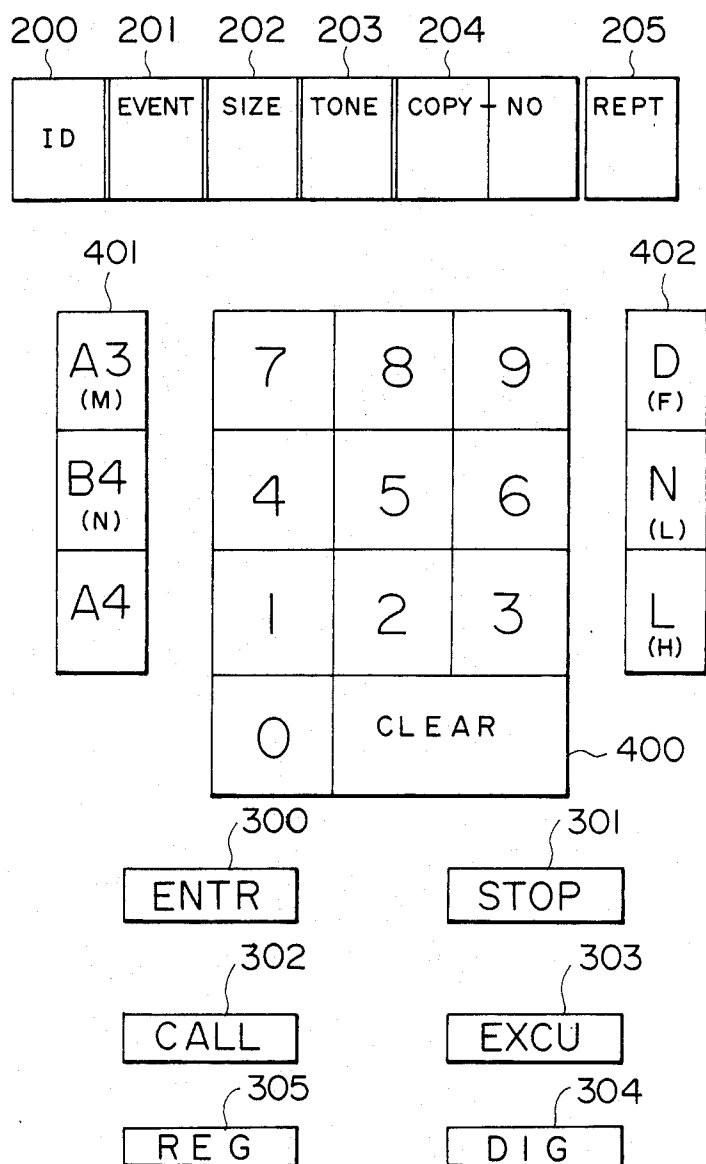 200 201 202 203 204 205
ID EVENT SIZE TONE COPY-NO REPT
401 402
A3 7 8 9 D
(M) (F)
B4 4 5 6 N
(N) (L)
A4 1 2 3 L
(H)
0 CLEAR
400
300 301
ENTR STOP
302 303
CALL EXCU
305 304
REG DIG